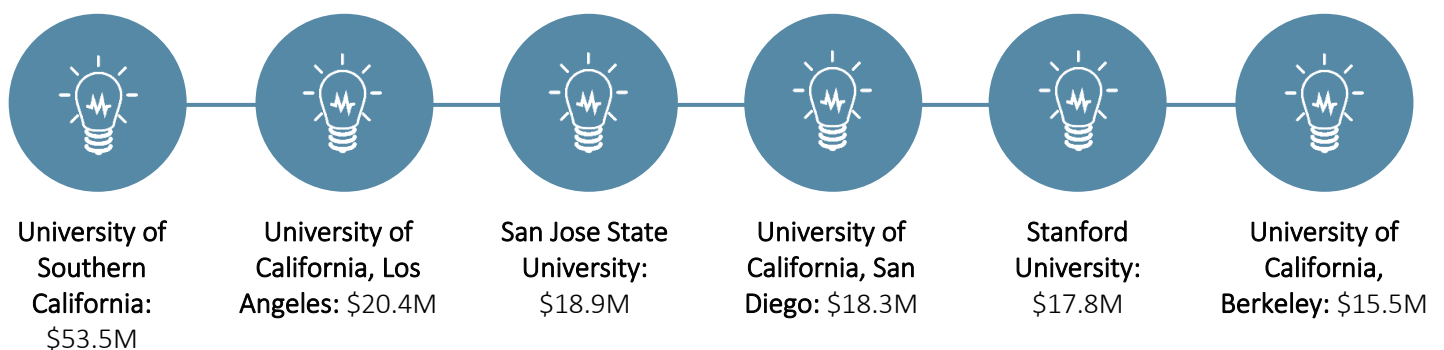 University of
Southern
California:
$53.5M
University of
California, Los
Angeles: $20.4M
San Jose State
University:
$18.9M
University of
California, San
Diego: $18.3M
Stanford
University:
$17.8M
University of
California,
Berkeley: $15.5M